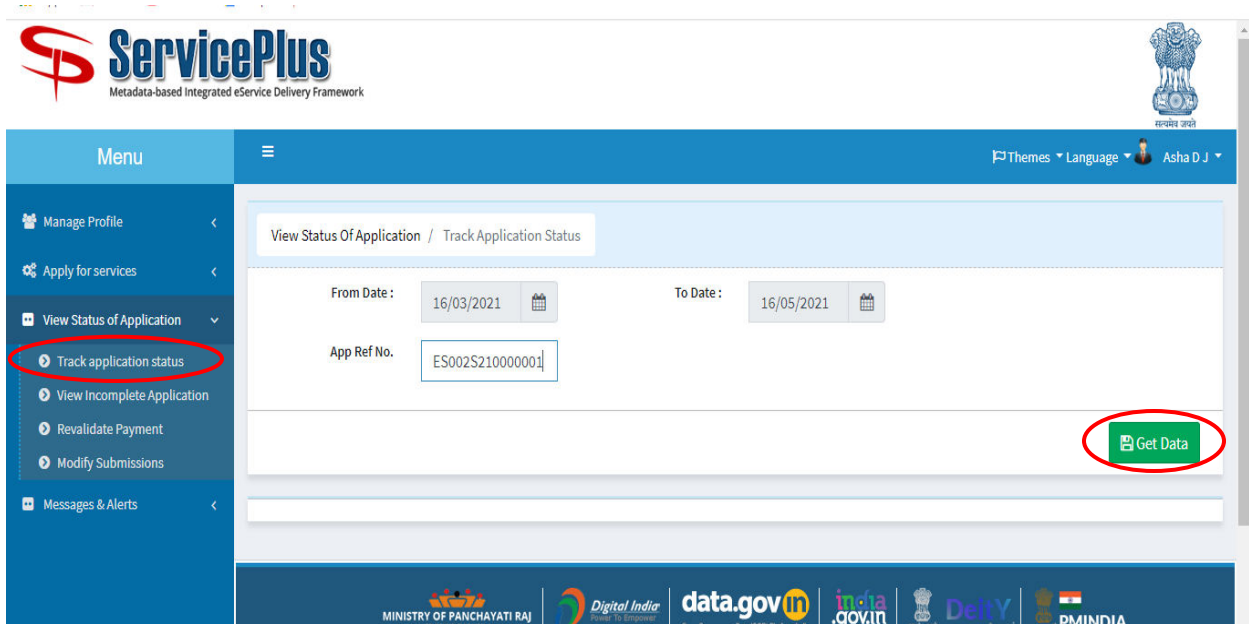 ServicePlus
Metadata-based Integrated eService Delivery Framework
सत्यमेव जयते
Menu
Themes Language Asha D J
Manage Profile
Apply for services
View Status of Application
Track application status
View Incomplete Application
Revalidate Payment
Modify Submissions
Messages & Alerts
View Status Of Application / Track Application Status
From Date : 16/03/2021 To Date : 16/05/2021
App Ref No. ES002S210000001
Get Data
MINISTRY OF PANCHAYATI RAJ
Digital India
Power To Empower
data.gov in
india
.gov.in
DeitY
PMINDIA